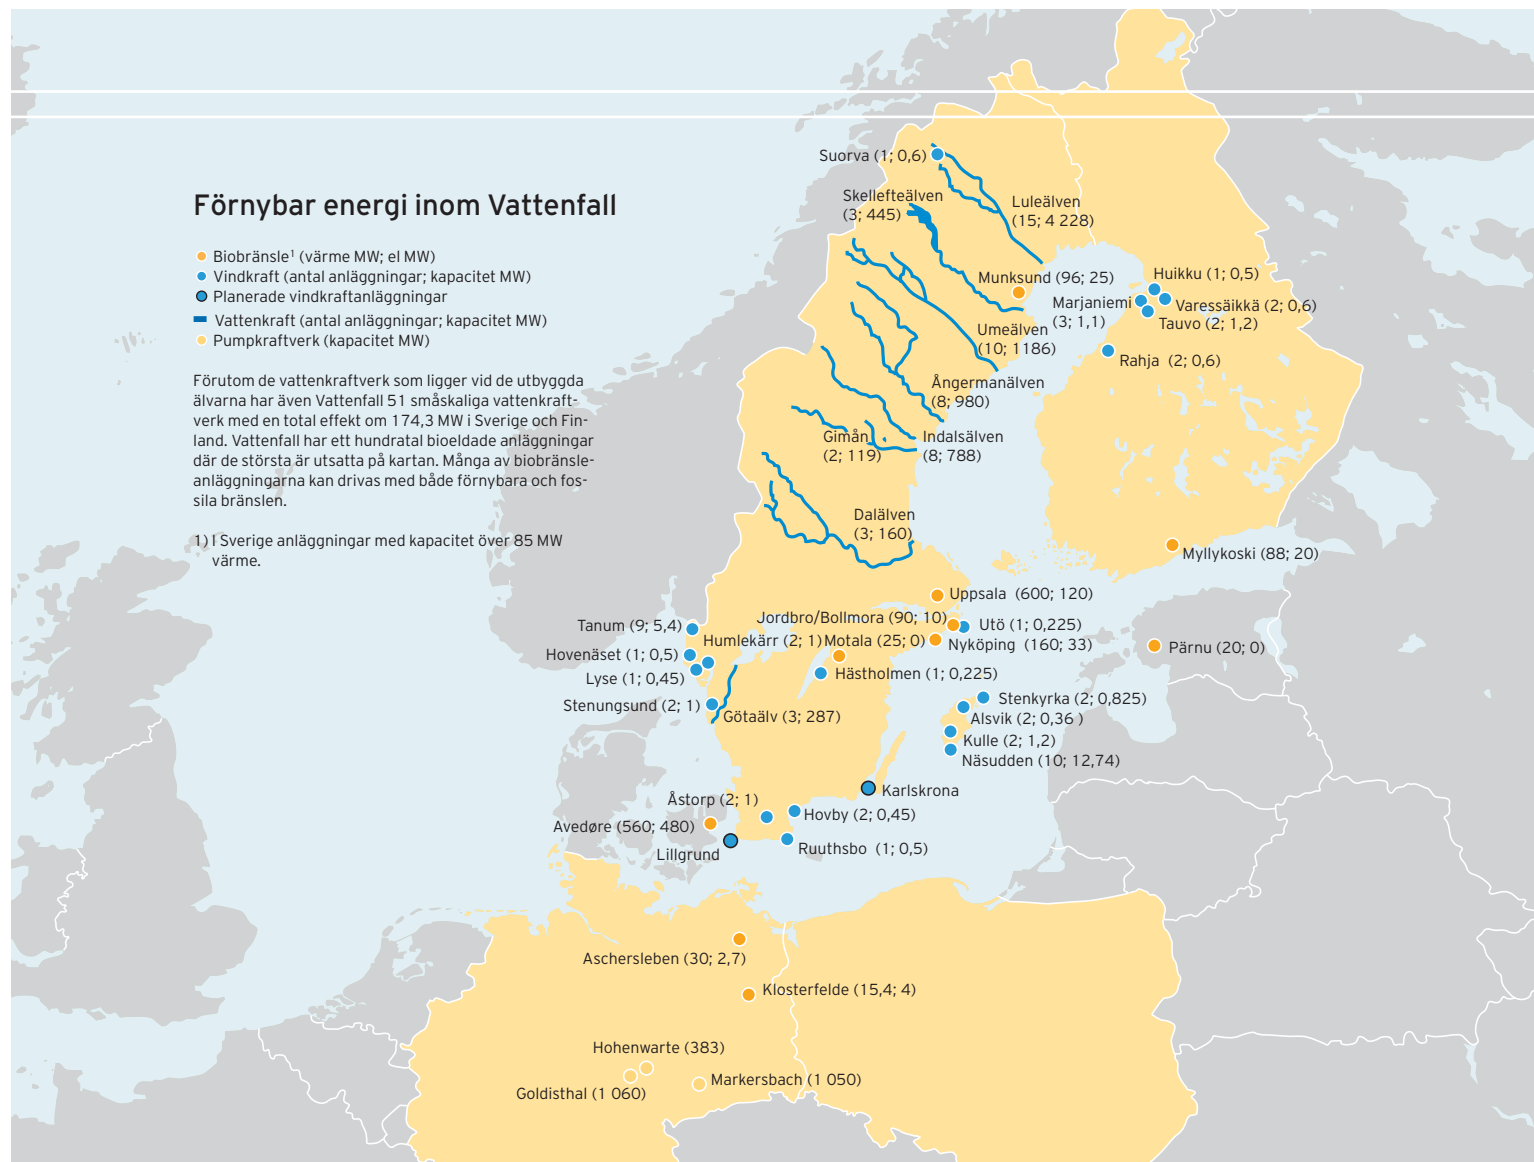 Förnybar energi inom Vattenfall
Biobränsle¹ (värme MW; el MW)
Vindkraft (antal anläggningar; kapacitet MW)
Planerade vindkraftanläggningar
Vattenkraft (antal anläggningar; kapacitet MW)
Pumpkraftverk (kapacitet MW)
Förutom de vattenkraftverk som ligger vid de utbyggda
älvarna har även Vattenfall 51 småskaliga vattenkraft-
verk med en total effekt om 174,3 MW i Sverige och Fin-
land. Vattenfall har ett hundratal bioeldade anläggningar
där de största är utsatta på kartan. Många av biobränsle-
anläggningarna kan drivas med både förnybara och fos-
sila bränslen.
1) I Sverige anläggningar med kapacitet över 85 MW
värme.
Suorva (1; 0,6)
Skellefteälven
(3; 445)
Luleälven
(15; 4 228)
Munksund (96; 25)
Huikku (1; 0,5)
Marjaniemi
(3; 1,1)
Varessäikkä (2; 0,6)
Tauvo (2; 1,2)
Umeälven
(10; 1186)
Rahja (2; 0,6)
Ångermanälven
(8; 980)
Gimån
(2; 119)
Indalsälven
(8; 788)
Dalälven
(3; 160)
Myllykoski (88; 20)
Uppsala (600; 120)
Jordbro/Bollmora (90; 10)
Utö (1; 0,225)
Tanum (9; 5,4)
Humlekärr (2; 1)
Motala (25; 0)
Nyköping (160; 33)
Pärnu (20; 0)
Hovenäset (1; 0,5)
Lyse (1; 0,45)
Hästholmen (1; 0,225)
Stenungsund (2; 1)
Götaälv (3; 287)
Stenkyrka (2; 0,825)
Alsvik (2; 0,36 )
Kulle (2; 1,2)
Näsudden (10; 12,74)
Karlskrona
Åstorp (2; 1)
Hovby (2; 0,45)
Avedøre (560; 480)
Lillgrund
Ruuthsbo (1; 0,5)
Aschersleben (30; 2,7)
Klosterfelde (15,4; 4)
Hohenwarte (383)
Goldisthal (1 060)
Markersbach (1 050)